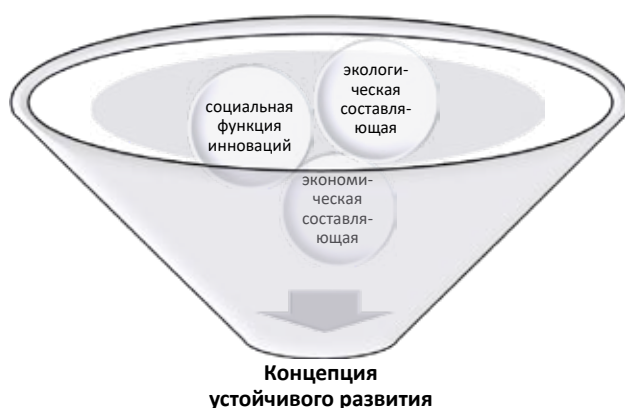 экологи-
ческая
составля-
ющая
социальная
функция
инноваций
экономи-
ческая
составля-
ющая
Концепция
устойчивого развития